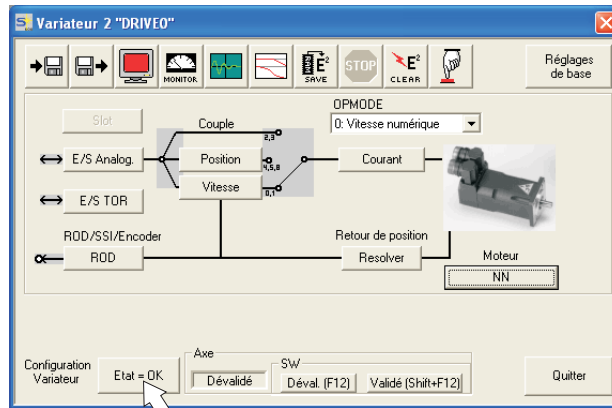 Variateur 2 "DRIVE0"
MONITOR
E² SAVE
STOP
E² CLEAR
Réglages de base
OPMODE
Slot
Couple
2,3
0: Vitesse numérique
E/S Analog.
Position
4,5,8
Courant
Vitesse
0,1
E/S TOR
ROD/SSI/Encoder
Retour de position
ROD
Resolver
Moteur
NN
Configuration Variateur
Etat = OK
Axe
Dévalidé
SW
Déval. (F12)
Validé (Shift+F12)
Quitter